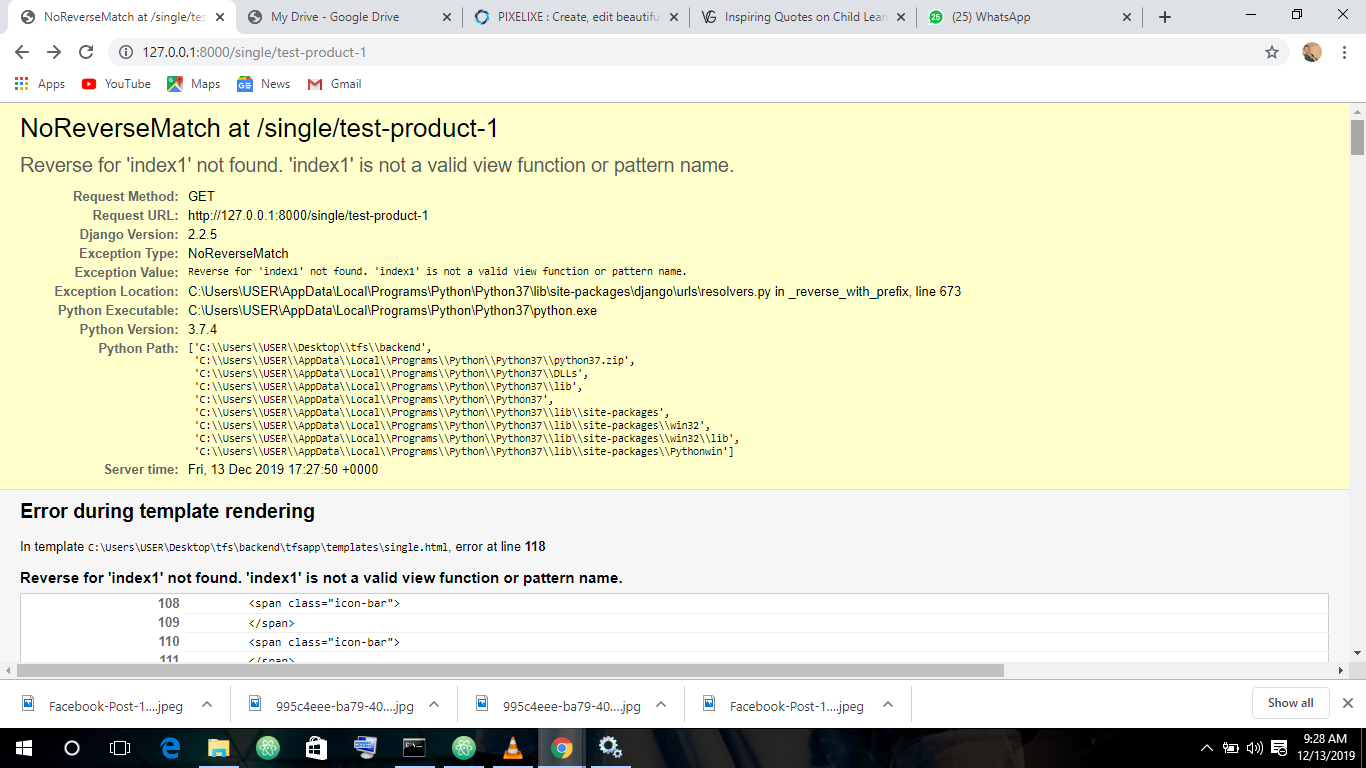 NoReverseMatch at /single/tes
My Drive - Google Drive
PIXELIXE : Create, edit beautifu
Inspiring Quotes on Child Lear
(25) WhatsApp
127.0.0.1:8000/single/test-product-1
Apps
YouTube
Maps
News
Gmail
NoReverseMatch at /single/test-product-1
Reverse for 'index1' not found. 'index1' is not a valid view function or pattern name.
Request Method: GET
Request URL: http://127.0.0.1:8000/single/test-product-1
Django Version: 2.2.5
Exception Type: NoReverseMatch
Exception Value: Reverse for 'index1' not found. 'index1' is not a valid view function or pattern name.
Exception Location: C:\Users\USER\AppData\Local\Programs\Python\Python37\lib\site-packages\django\urls\resolvers.py in _reverse_with_prefix, line 673
Python Executable: C:\Users\USER\AppData\Local\Programs\Python\Python37\python.exe
Python Version: 3.7.4
Python Path: ['C:\\Users\\USER\\Desktop\\tfs\\backend',
'C:\\Users\\USER\\AppData\\Local\\Programs\\Python\\Python37\\python37.zip',
'C:\\Users\\USER\\AppData\\Local\\Programs\\Python\\Python37\\DLLs',
'C:\\Users\\USER\\AppData\\Local\\Programs\\Python\\Python37\\lib',
'C:\\Users\\USER\\AppData\\Local\\Programs\\Python\\Python37',
'C:\\Users\\USER\\AppData\\Local\\Programs\\Python\\Python37\\lib\\site-packages',
'C:\\Users\\USER\\AppData\\Local\\Programs\\Python\\Python37\\lib\\site-packages\\win32',
'C:\\Users\\USER\\AppData\\Local\\Programs\\Python\\Python37\\lib\\site-packages\\win32\\lib',
'C:\\Users\\USER\\AppData\\Local\\Programs\\Python\\Python37\\lib\\site-packages\\Pythonwin']
Server time: Fri, 13 Dec 2019 17:27:50 +0000
Error during template rendering
In template C:\Users\USER\Desktop\tfs\backend\tfsapp\templates\single.html, error at line 118
Reverse for 'index1' not found. 'index1' is not a valid view function or pattern name.
108 <span class="icon-bar">
109 </span>
110 <span class="icon-bar">
111 </span>
Facebook-Post-1....jpeg
995c4eee-ba79-40....jpg
995c4eee-ba79-40....jpg
Facebook-Post-1....jpeg
Show all
9:28 AM
12/13/2019